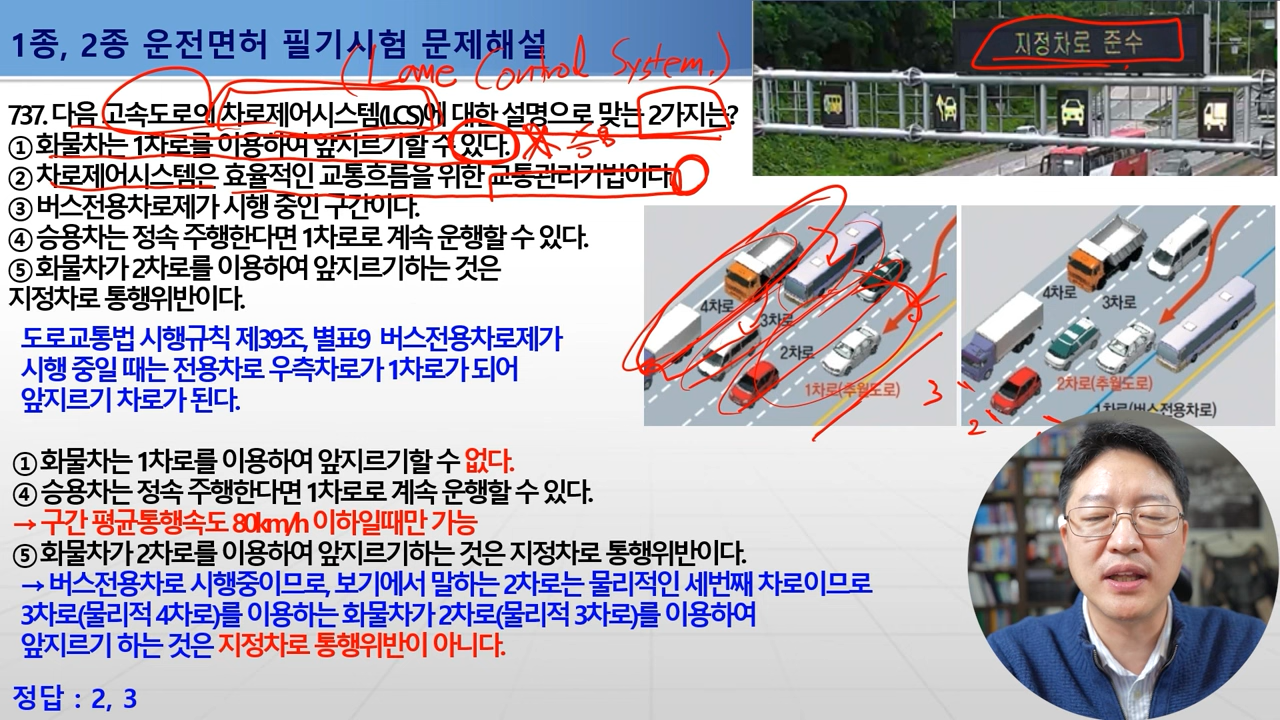 1종, 2종 운전면허 필기시험 문제해설
(Lane Control System.)
지정차로 준수
737. 다음 고속도로의 차로제어시스템(LCS)에 대한 설명으로 맞는 2가지는?
① 화물차는 1차로를 이용하여 앞지르기할 수 있다.
② 차로제어시스템은 효율적인 교통흐름을 위한 교통관리기법이다.
③ 버스전용차로제가 시행 중인 구간이다.
④ 승용차는 정속 주행한다면 1차로로 계속 운행할 수 있다.
⑤ 화물차가 2차로를 이용하여 앞지르기하는 것은
지정차로 통행위반이다.
도로교통법 시행규칙 제39조, 별표9 버스전용차로제가
시행 중일 때는 전용차로 우측차로가 1차로가 되어
앞지르기 차로가 된다.
4차로
3차로
2차로
1차로(추월도로)
4차로
3차로
2차로(추월도로)
1차로(버스전용차로)
3"
2"
① 화물차는 1차로를 이용하여 앞지르기할 수 없다.
④ 승용차는 정속 주행한다면 1차로로 계속 운행할 수 있다.
→ 구간 평균통행속도 80km/h 이하일때만 가능
⑤ 화물차가 2차로를 이용하여 앞지르기하는 것은 지정차로 통행위반이다.
→ 버스전용차로 시행중이므로, 보기에서 말하는 2차로는 물리적인 세번째 차로이므로
3차로(물리적 4차로)를 이용하는 화물차가 2차로(물리적 3차로)를 이용하여
앞지르기 하는 것은 지정차로 통행위반이 아니다.
정답 : 2, 3